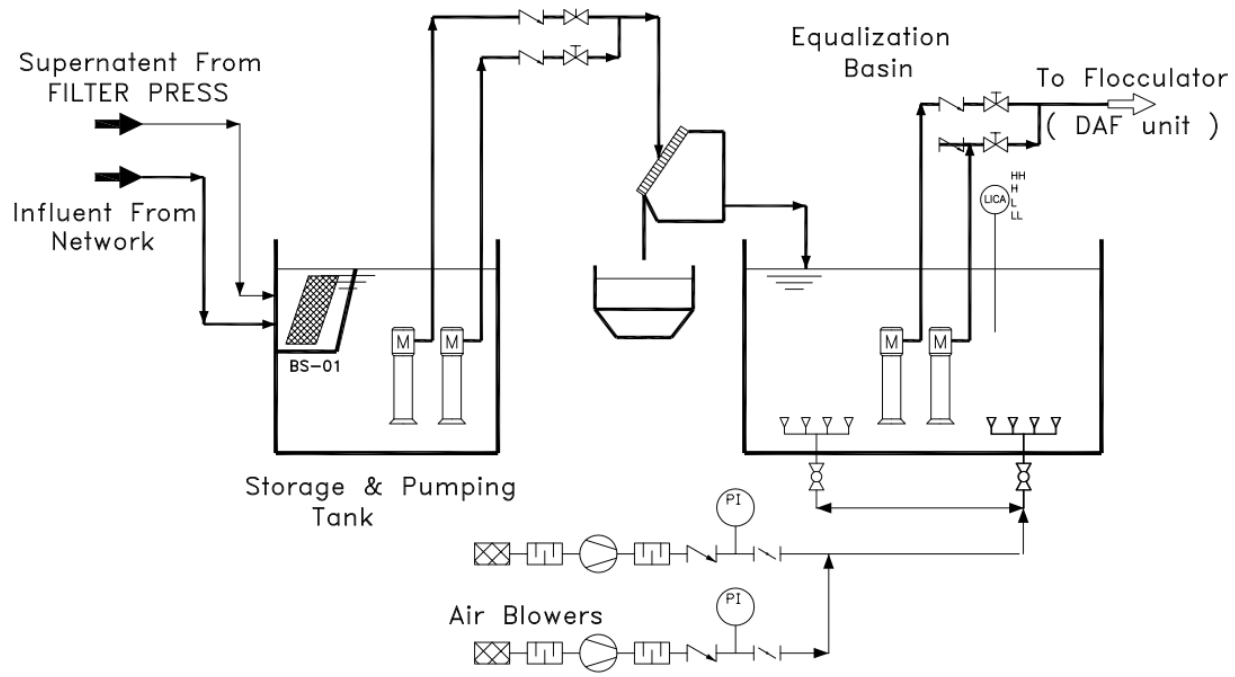 Supernatent From
FILTER PRESS
Influent From
Network
BS-01
M
M
Storage & Pumping
Tank
Equalization
Basin
To Flocculator
( DAF unit )
LICA
HH
H
L
LL
M
M
PI
Air Blowers
PI